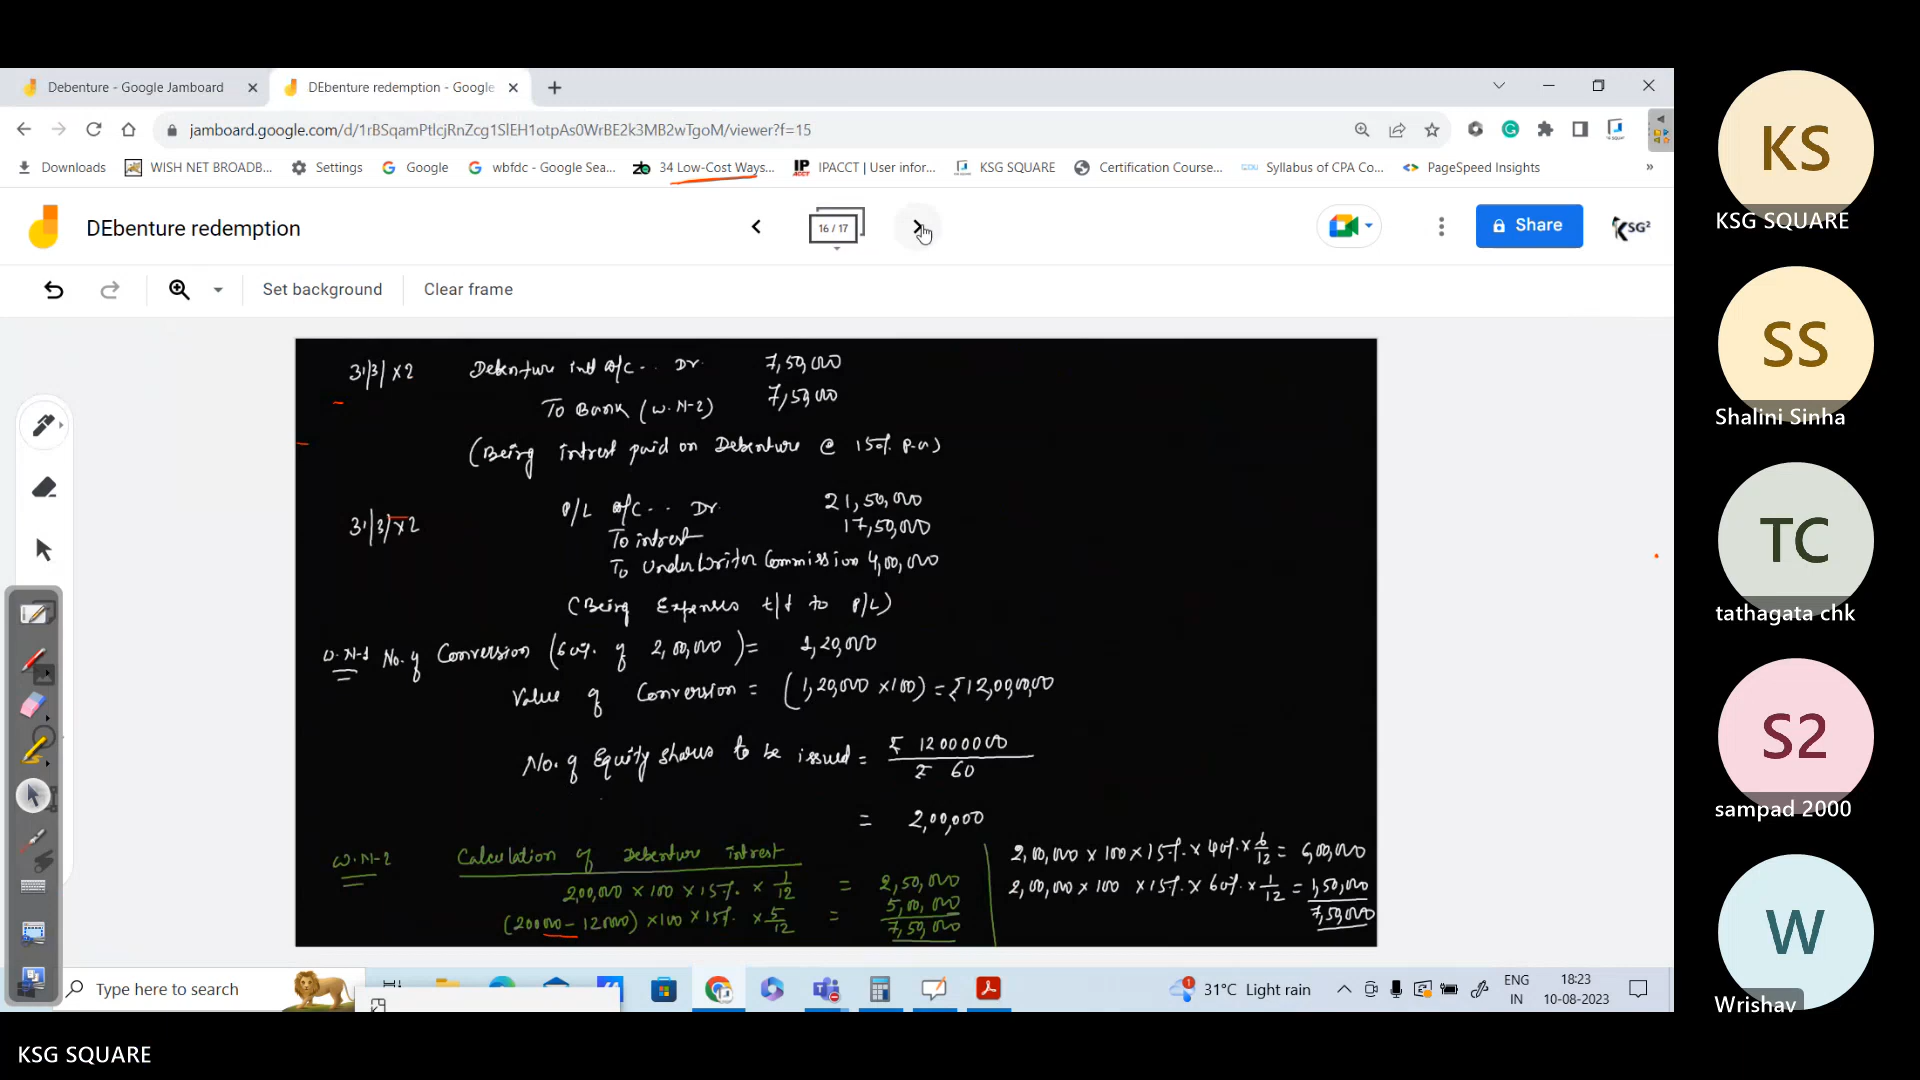 Debenture - Google Jamboard
DEbenture redemption - Google
jamboard.google.com/d/1rBSqamPtlcjRnZcg1SlEH1otpAs0WrBE2k3MB2wTgoM/viewer?f=15
Downloads WISH NET BROADB... Settings Google wbfdc - Google Sea... 34 Low-Cost Ways... IPACCT | User infor... KSG SQUARE Certification Course... Syllabus of CPA Co... PageSpeed Insights »
DEbenture redemption
16 / 17
Share
KSG²
Set background Clear frame
31/3/ x2 Debenture int A/C .. Dr. 7,50,000
To Bank (W.N-2) 7,50,000
(Being intrest paid on Debenture @ 15% p.a)
31/3/ x2 P/L A/C .. Dr. 21,50,000
To intrest 17,50,000
To UnderWriter Commission 4,00,000
(Being Expenses t/f to P/L)
W.N-1 No. of Conversion (60% of 2,00,000) = 1,20,000
Value of Conversion = (1,20,000 x100) = ₹12,00,00,00
No. of Equity shares to be issued = ₹ 12000000
₹ 60
= 2,00,000
W.N-2 Calculation of Debenture intrest
200,000 × 100 × 15% × 1/12 = 2,50,000
(200000 - 120000) ×100 ×15% × 5/12 = 5,00,000
7,50,000
2,00,000 × 100 × 15% × 40% × 6/12 = 6,00,000
2,00,000 × 100 × 15% × 60% × 1/12 = 1,50,000
7,50,000
Type here to search
31°C Light rain
ENG
IN
18:23
10-08-2023
KS
KSG SQUARE
SS
Shalini Sinha
TC
tathagata chk
S2
sampad 2000
W
Wrishav
KSG SQUARE